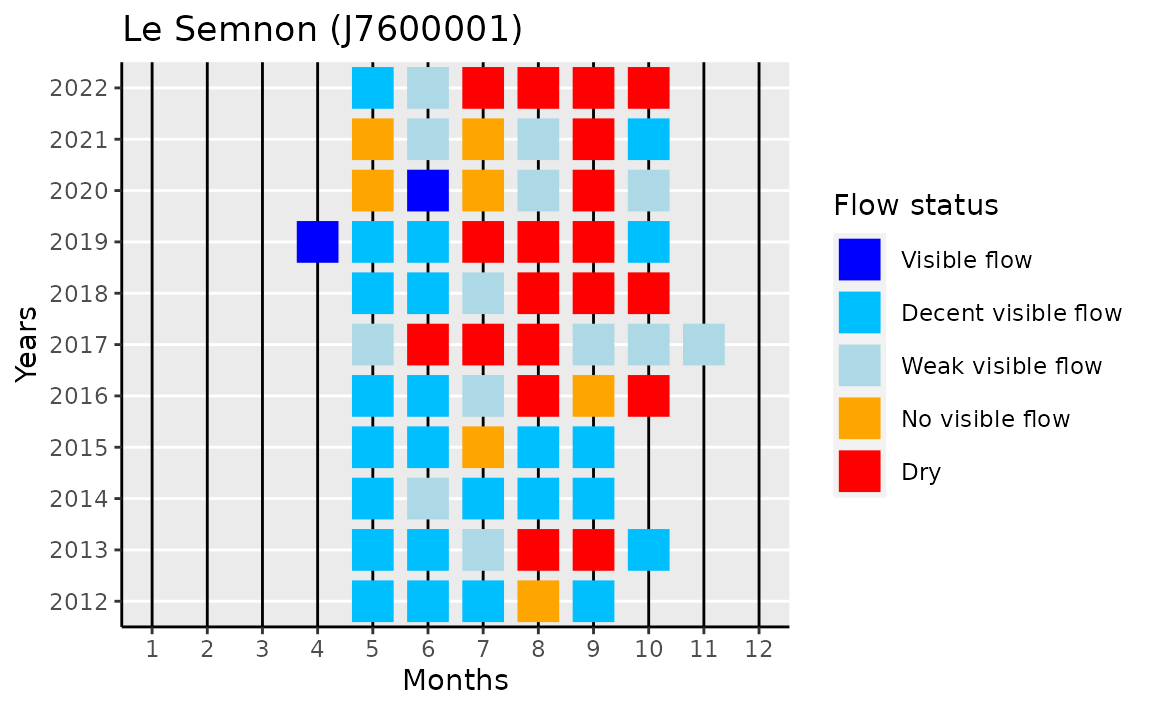 Le Semnon (J7600001)
Years
2022
2021
2020
2019
2018
2017
2016
2015
2014
2013
2012
1 2 3 4 5 6 7 8 9 10 11 12
Months
Flow status
Visible flow
Decent visible flow
Weak visible flow
No visible flow
Dry